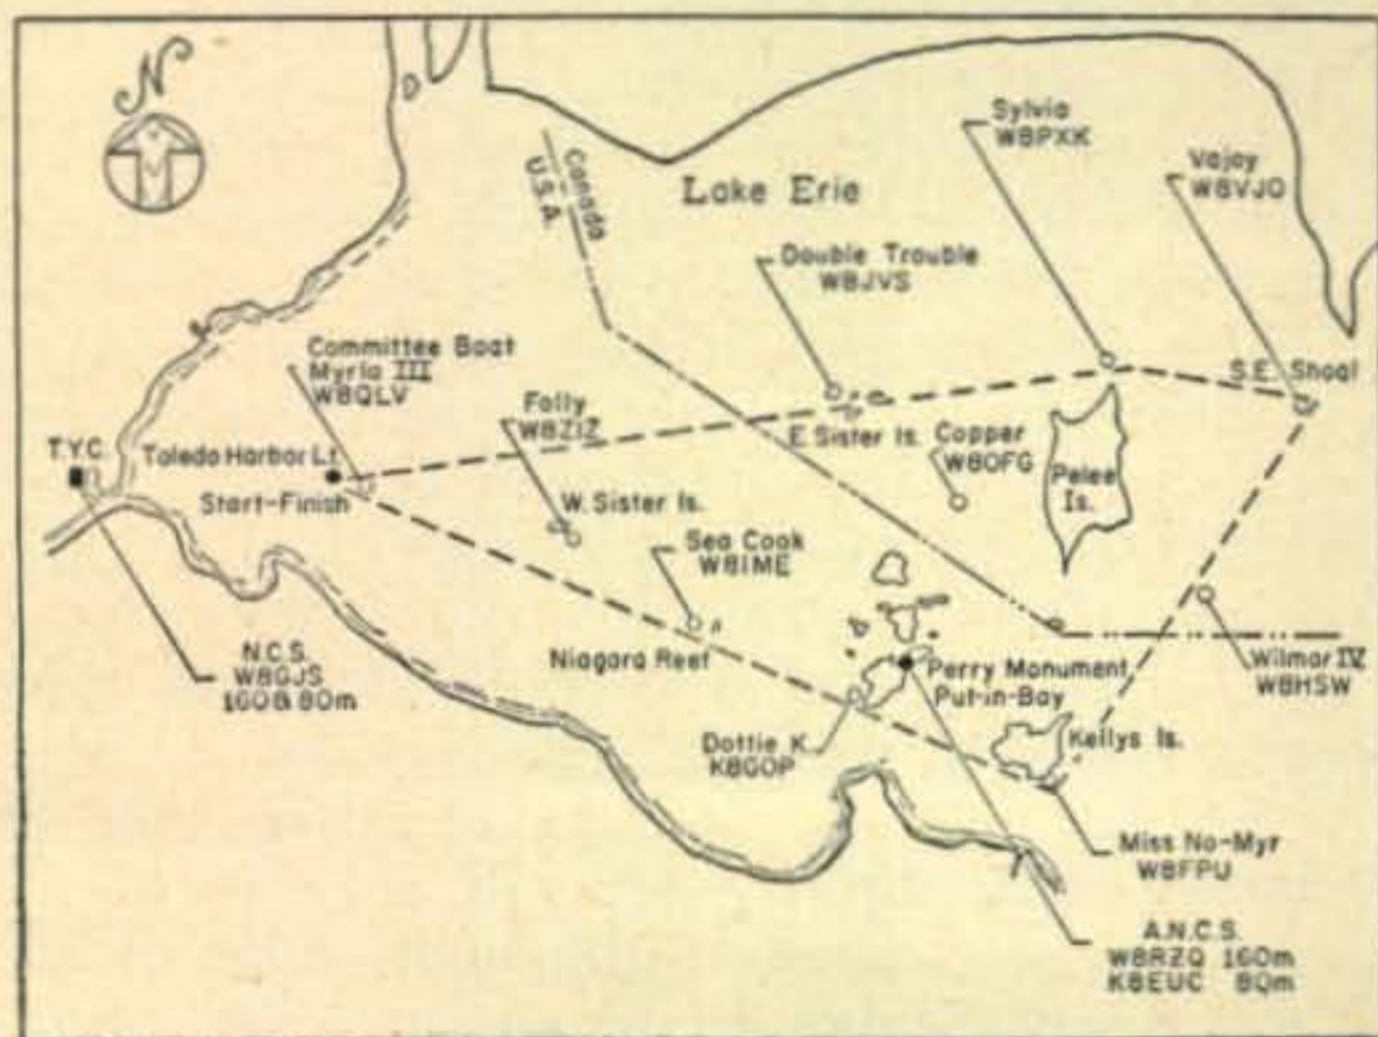 N
Sylvia
W8PXK
Vajoy
W8VJO
Canada
U.S.A.
Lake Erie
Double Trouble
W8JVS
Committee Boat
Myrla III
W8QLV
Folly
W8ZIZ
S.E. Shoal
E. Sister Is.
Copper
W8OFG
T.Y.C.
Toledo Harbor Lt.
Start-Finish
Pelee
Is.
W. Sister Is.
Sea Cook
W8IME
N.C.S.
W8GJS
160 & 80m
Niagara Reef
Perry Monument
Put-in-Bay
Wilmar IV
W8HSW
Dottie K
K8GOP
Kellys Is.
Miss No-Myr
W8FPU
A.N.C.S.
W8RZQ 160m
K8EUC 80m